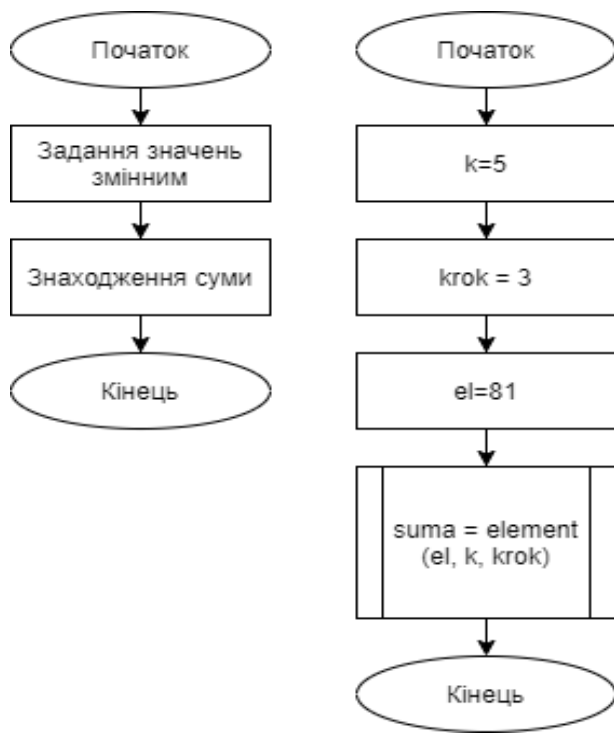 Початок
Задання значень
змінним
Знаходження суми
Кінець
Початок
k=5
krok = 3
el=81
suma = element
(el, k, krok)
Кінець